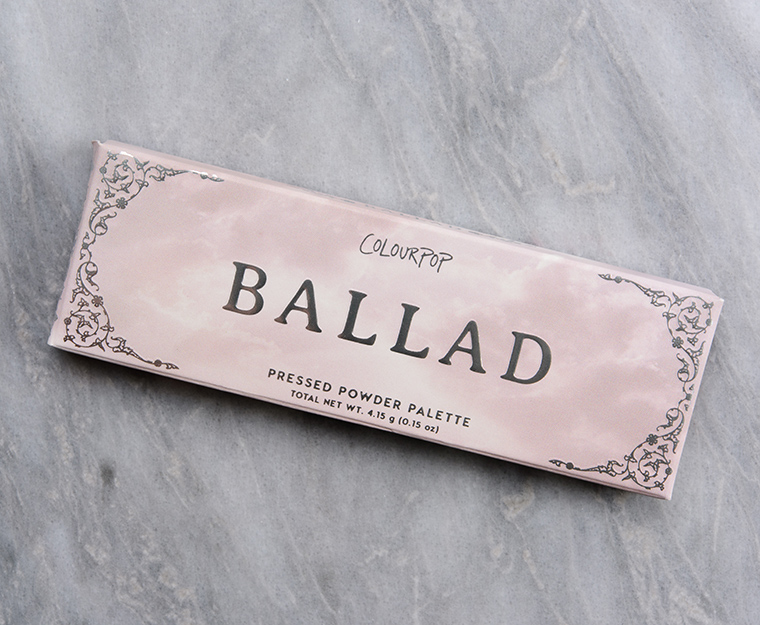 COLOURPOP
BALLAD
PRESSED POWDER PALETTE
TOTAL NET WT. 4.15 g (0.15 oz)